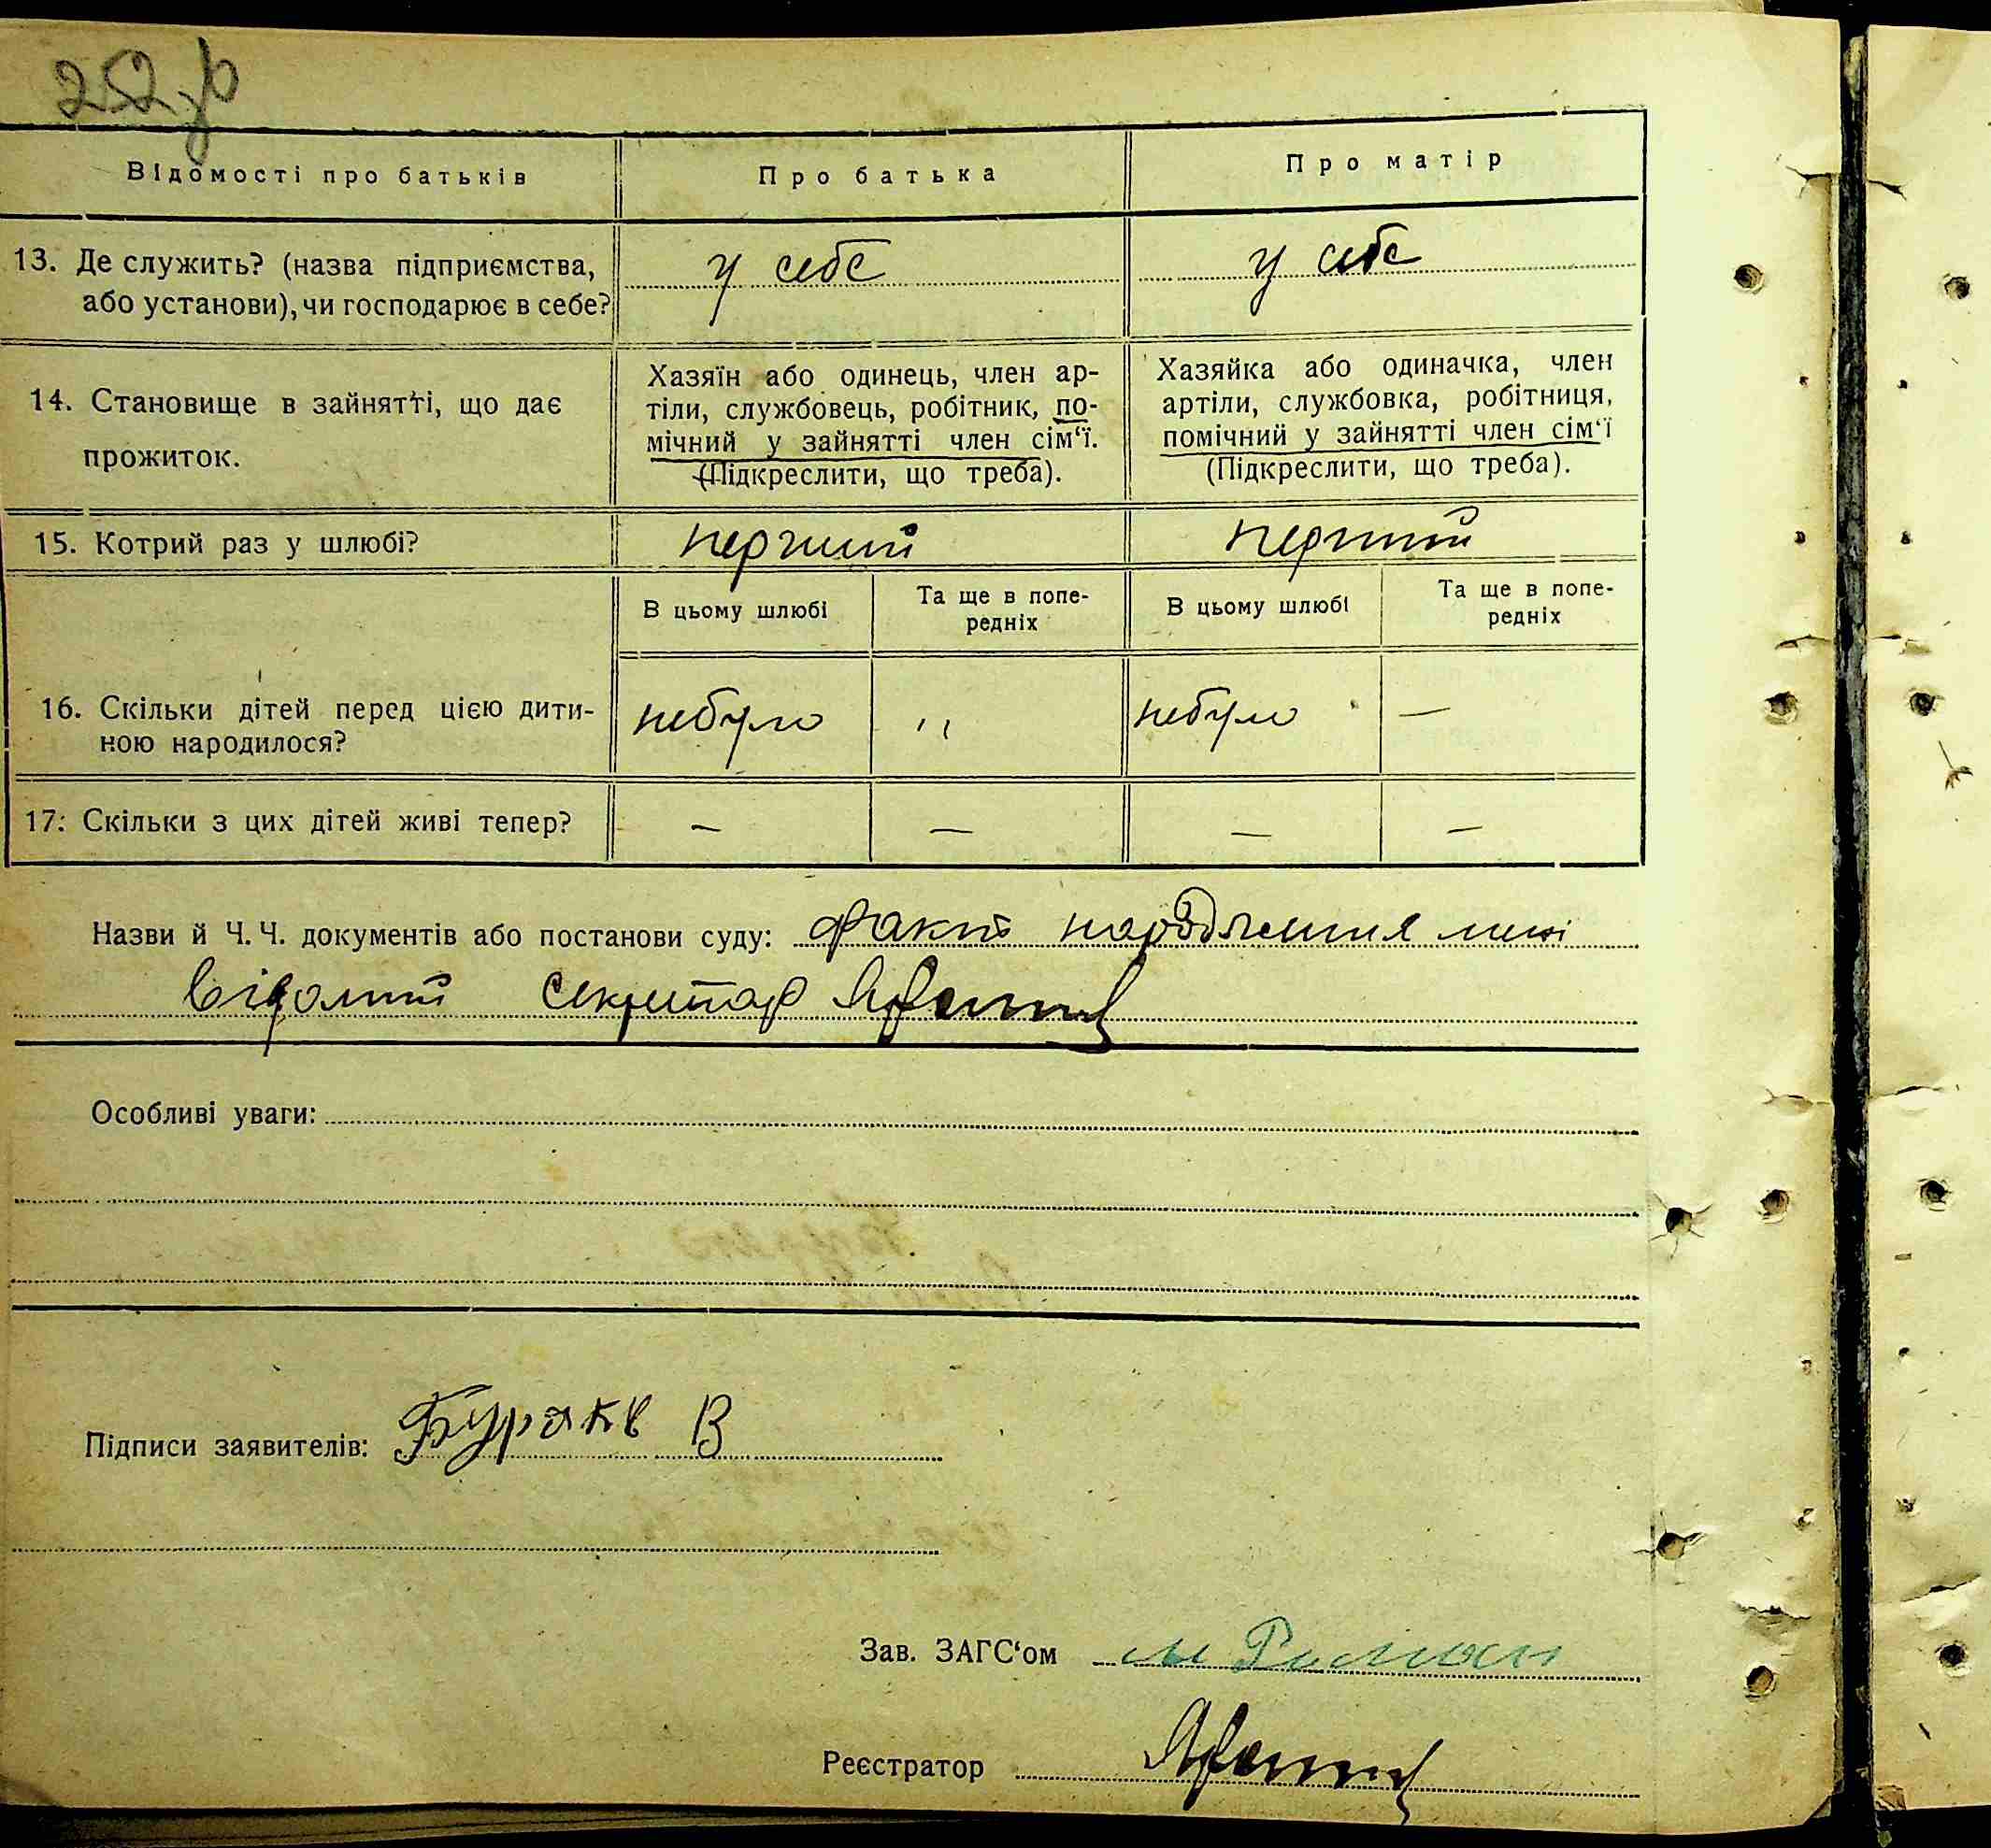 252 зв
Відомості про батьків
Про батька
Про матір
13. Де служить? (назва підприємства,
або установи), чи господарює в себе?
у себе
у себе
14. Становище в зайнятті, що дає
прожиток.
Хазяїн або одинець, член ар-
тіли, службовець, робітник, по-
мічний у зайнятті член сім‘ї.
(Підкреслити, що треба).
Хазяйка або одиначка, член
артіли, службовка, робітниця,
помічний у зайнятті член сім‘ї
(Підкреслити, що треба).
15. Котрий раз у шлюбі?
перший
перший
В цьому шлюбі
Та ще в попе-
редніх
В цьому шлюбі
Та ще в попе-
редніх
16. Скільки дітей перед цією дити-
ною народилося?
небуло
"
небуло
—
17. Скільки з цих дітей живі тепер?
—
—
—
—
Назви й Ч. Ч. документів або постанови суду: Факт народження мені
відомий Секретар
Особливі уваги:
Підписи заявителів: Буракв В
Зав. ЗАГС‘ом
Реєстратор